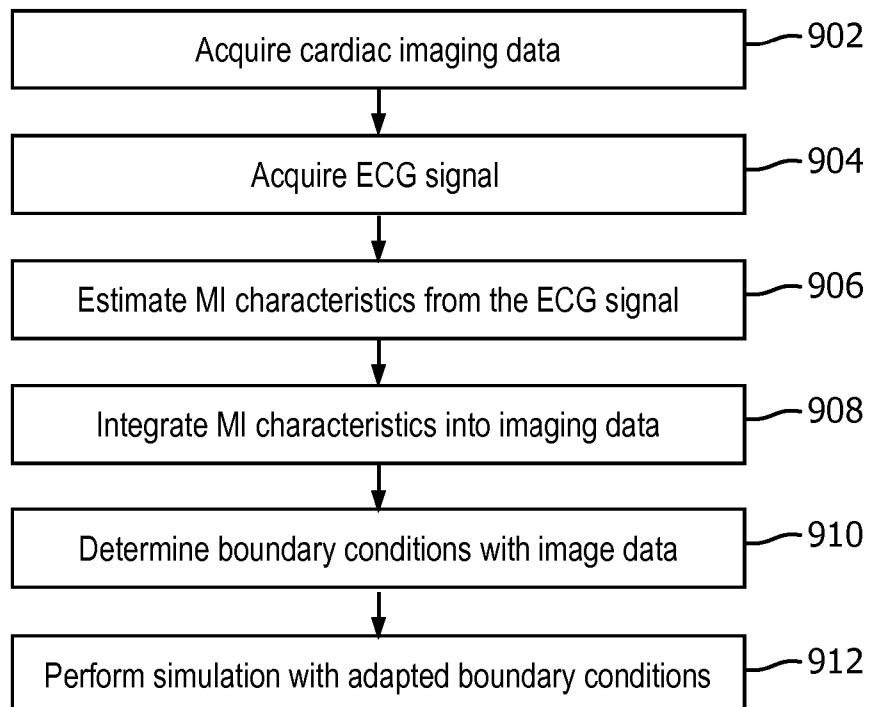 Acquire cardiac imaging data
902
Acquire ECG signal
904
Estimate MI characteristics from the ECG signal
906
Integrate MI characteristics into imaging data
908
Determine boundary conditions with image data
910
Perform simulation with adapted boundary conditions
912